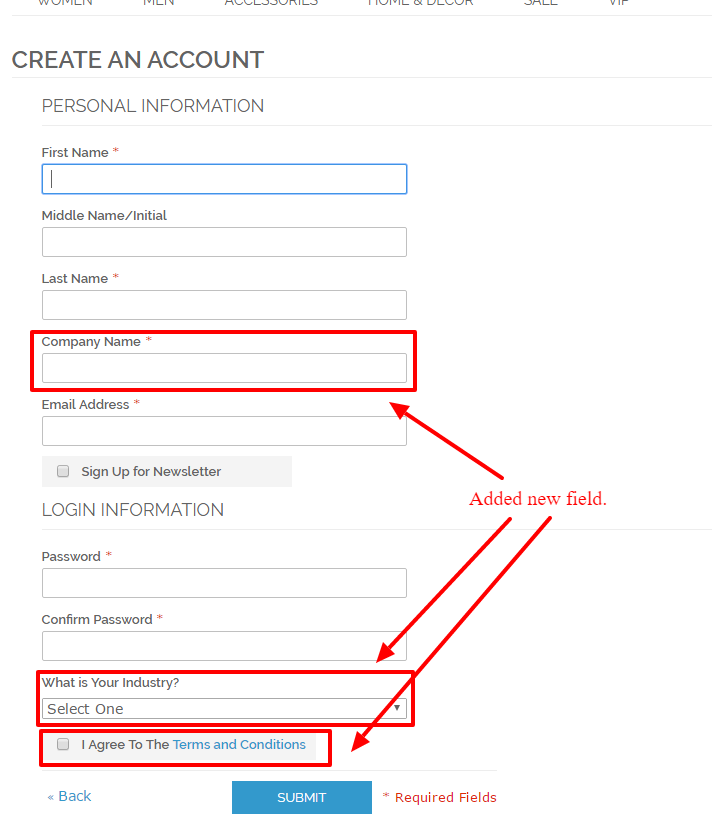 WOMEN MEN ACCESSORIES HOME & DECOR SALE VIP
CREATE AN ACCOUNT
PERSONAL INFORMATION
First Name *
Middle Name/Initial
Last Name *
Company Name *
Email Address *
Sign Up for Newsletter
Added new field.
LOGIN INFORMATION
Password *
Confirm Password *
What is Your Industry?
Select One
I Agree To The Terms and Conditions
« Back SUBMIT * Required Fields